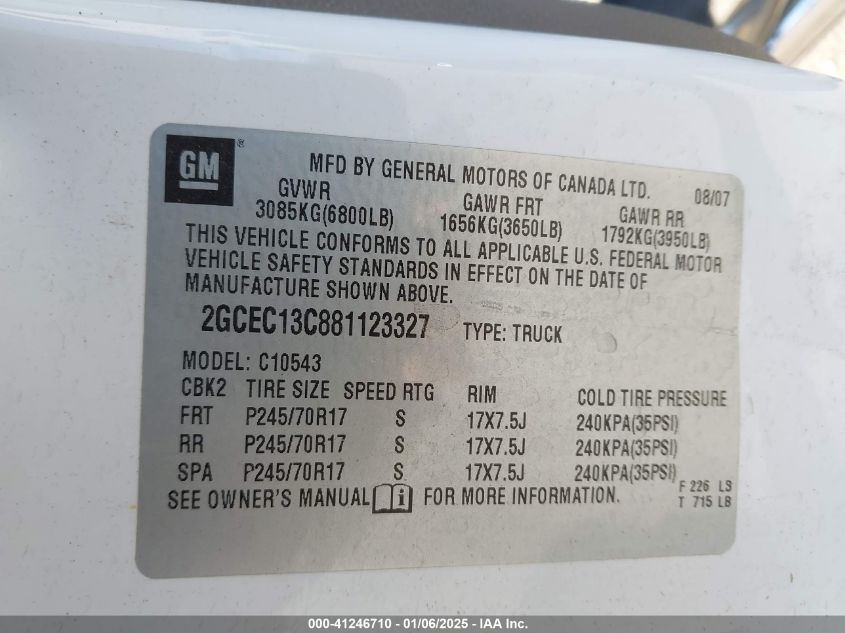 GM®
MFD BY GENERAL MOTORS OF CANADA LTD. 08/07
GVWR GAWR FRT GAWR RR
3085KG(6800LB) 1656KG(3650LB) 1792KG(3950LB)
THIS VEHICLE CONFORMS TO ALL APPLICABLE U.S. FEDERAL MOTOR
VEHICLE SAFETY STANDARDS IN EFFECT ON THE DATE OF
MANUFACTURE SHOWN ABOVE.
2GCEC13C881123327 TYPE: TRUCK
MODEL: C10543
CBK2 TIRE SIZE SPEED RTG RIM COLD TIRE PRESSURE
FRT P245/70R17 S 17X7.5J 240KPA(35PSI)
RR P245/70R17 S 17X7.5J 240KPA(35PSI)
SPA P245/70R17 S 17X7.5J 240KPA(35PSI)
F 226 LS
SEE OWNER'S MANUAL i FOR MORE INFORMATION. T 715 LB
000-41246710 - 01/06/2025 - IAA Inc.